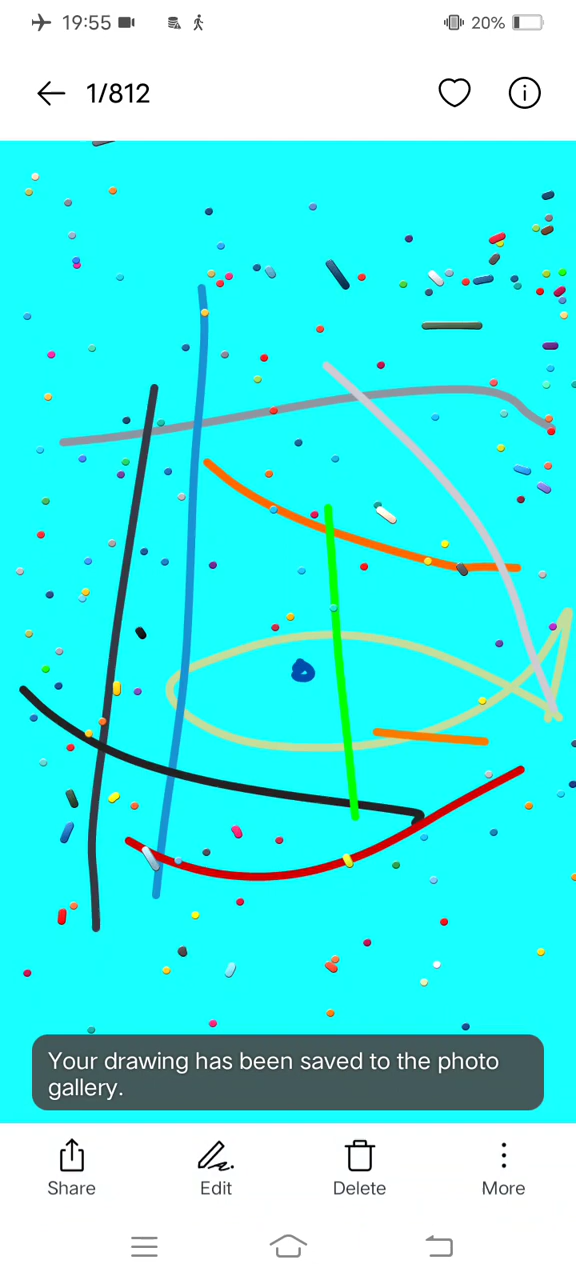 19:55
20%
1/812
Your drawing has been saved to the photo
gallery.
Share
Edit
Delete
More